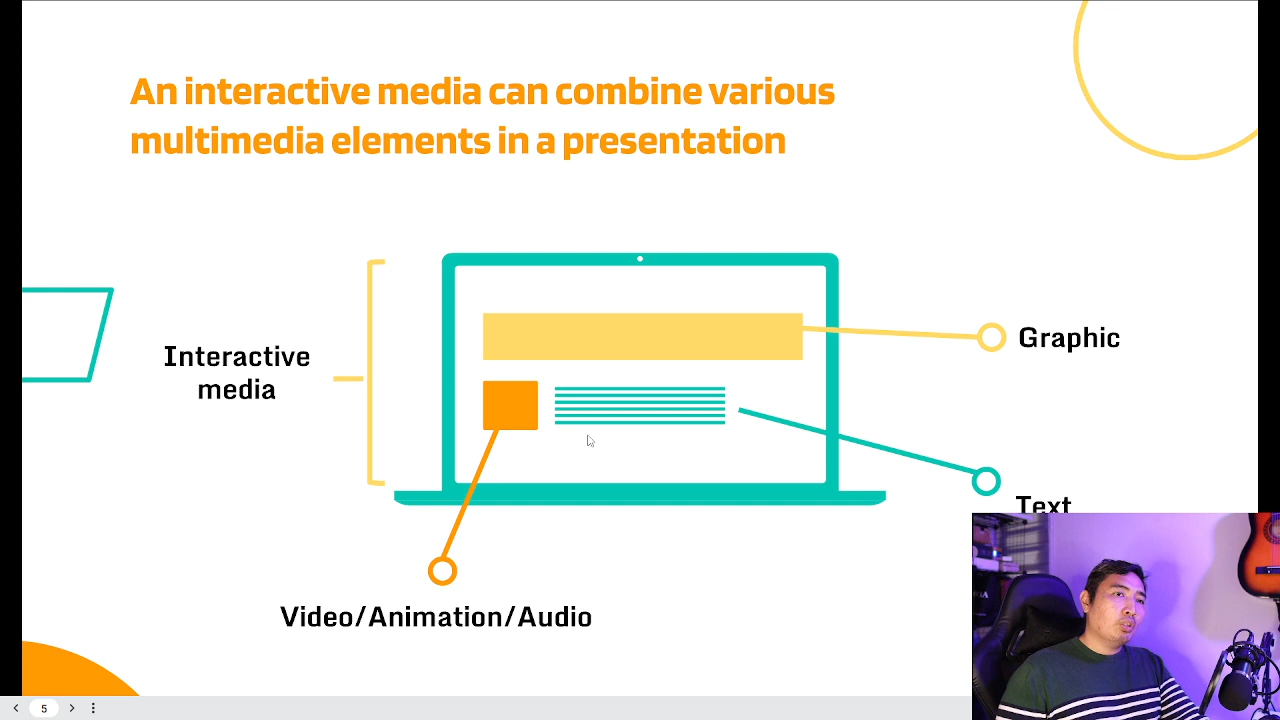 An interactive media can combine various
multimedia elements in a presentation
Interactive
media
Graphic
Text
Video/Animation/Audio
5